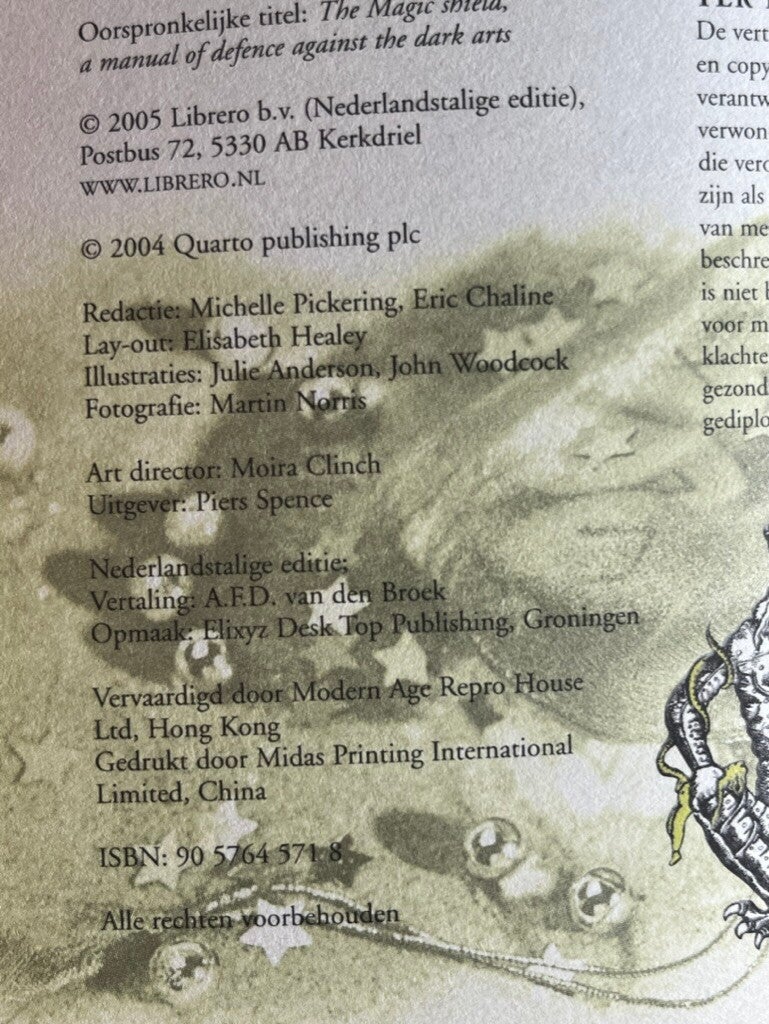 Oorspronkelijke titel: The Magic shield,
a manual of defence against the dark arts
© 2005 Librero b.v. (Nederlandstalige editie),
Postbus 72, 5330 AB Kerkdriel
WWW.LIBRERO.NL
© 2004 Quarto publishing plc
Redactie: Michelle Pickering, Eric Chaline
Lay-out: Elisabeth Healey
Illustraties: Julie Anderson, John Woodcock
Fotografie: Martin Norris
Art director: Moira Clinch
Uitgever: Piers Spence
Nederlandstalige editie;
Vertaling: A.F.D. van den Broek
Opmaak: Elixyz Desk Top Publishing, Groningen
Vervaardigd door Modern Age Repro House
Ltd, Hong Kong
Gedrukt door Midas Printing International
Limited, China
ISBN: 90 5764 571 8
Alle rechten voorbehouden
De vert
en copy
verantw
verwon
die verd
zijn als
van me
beschre
is niet b
voor m
klachte
gezond
gediplo